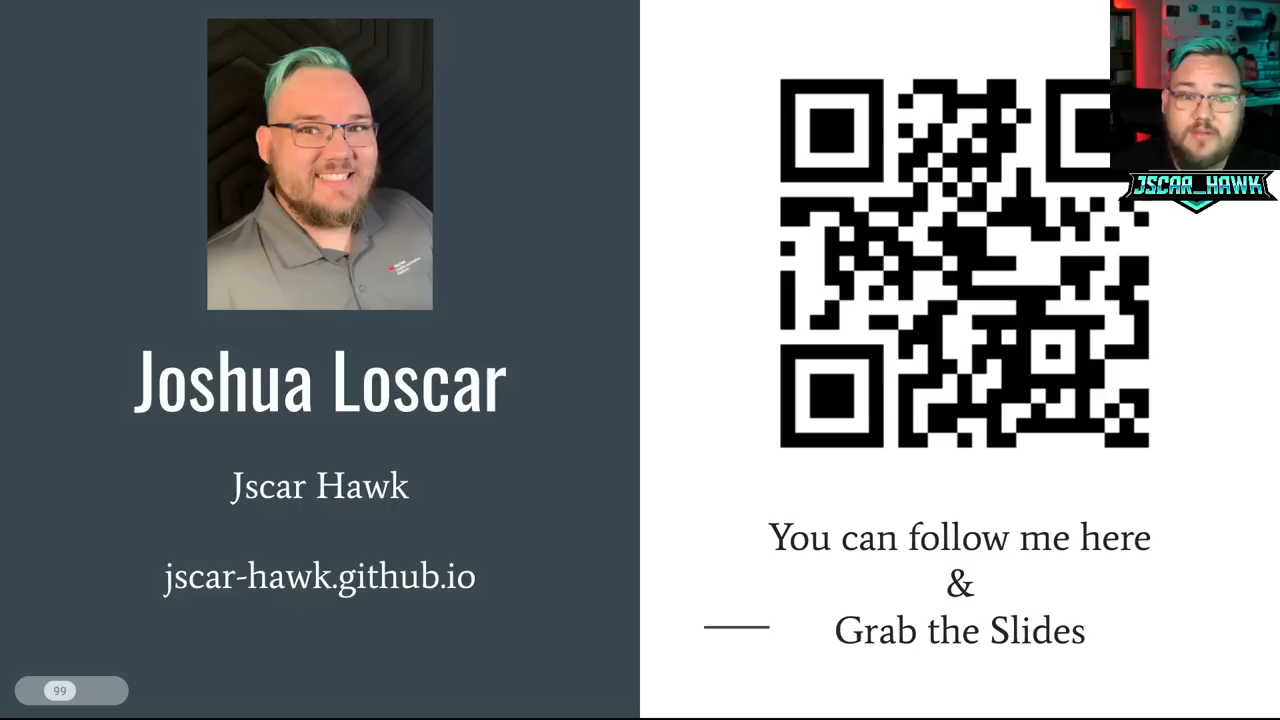 Joshua Loscar
Jscar Hawk
jscar-hawk.github.io
99
JSCAR_HAWK
You can follow me here
&
Grab the Slides